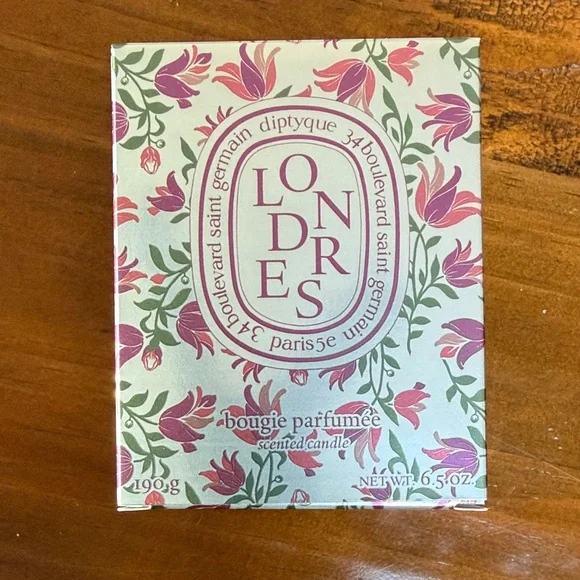 diptyque 34 boulevard saint germain paris 5e 34 boulevard saint germain
LONDRES
bougie parfumée
scented candle
190 g
NET WT. 6.5 oz.